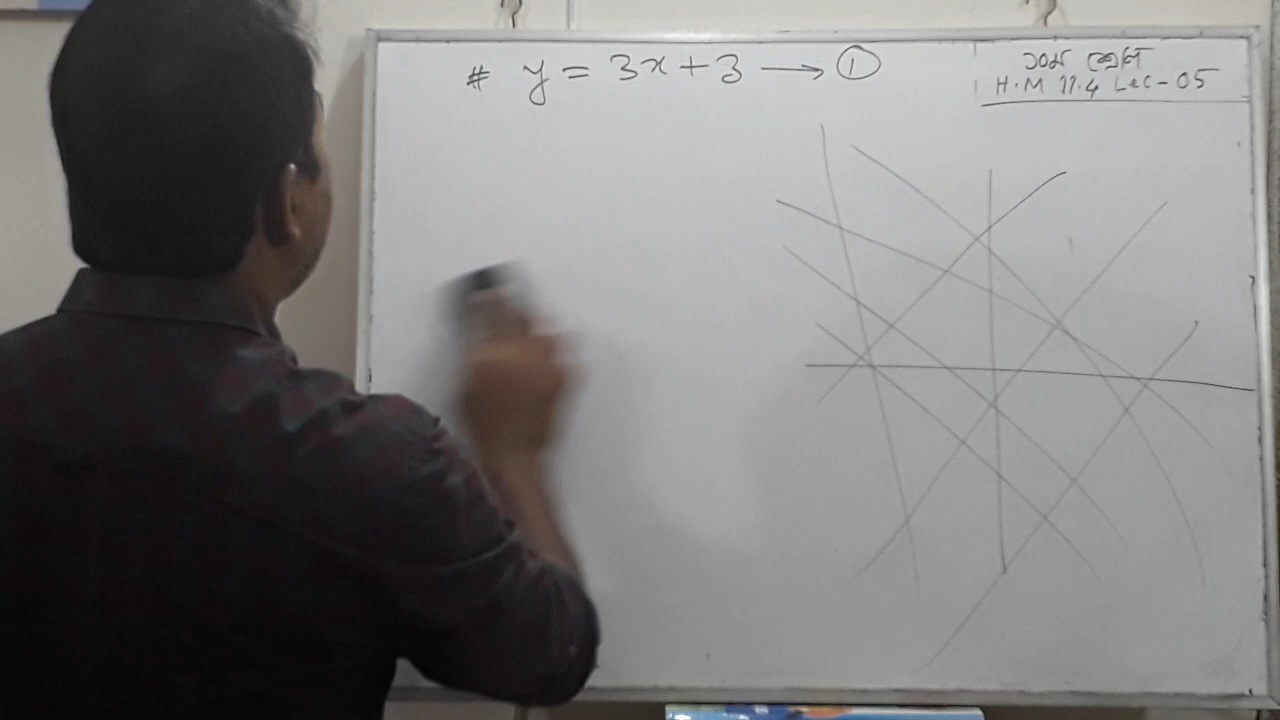 # y = 3x + 3 → ①
১০ম শ্রেণি
H.M 11.4 Lec-05